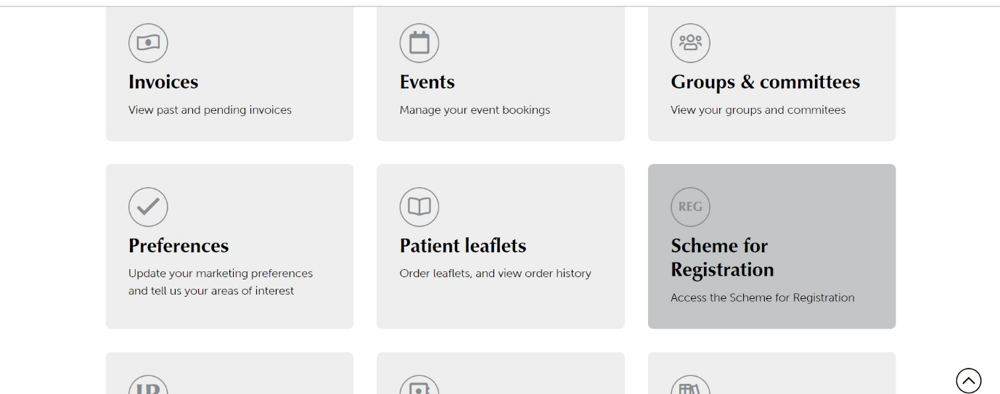 Invoices
View past and pending invoices
Events
Manage your event bookings
Groups & committees
View your groups and commitees
Preferences
Update your marketing preferences
and tell us your areas of interest
Patient leaflets
Order leaflets, and view order history
REG
Scheme for
Registration
Access the Scheme for Registration